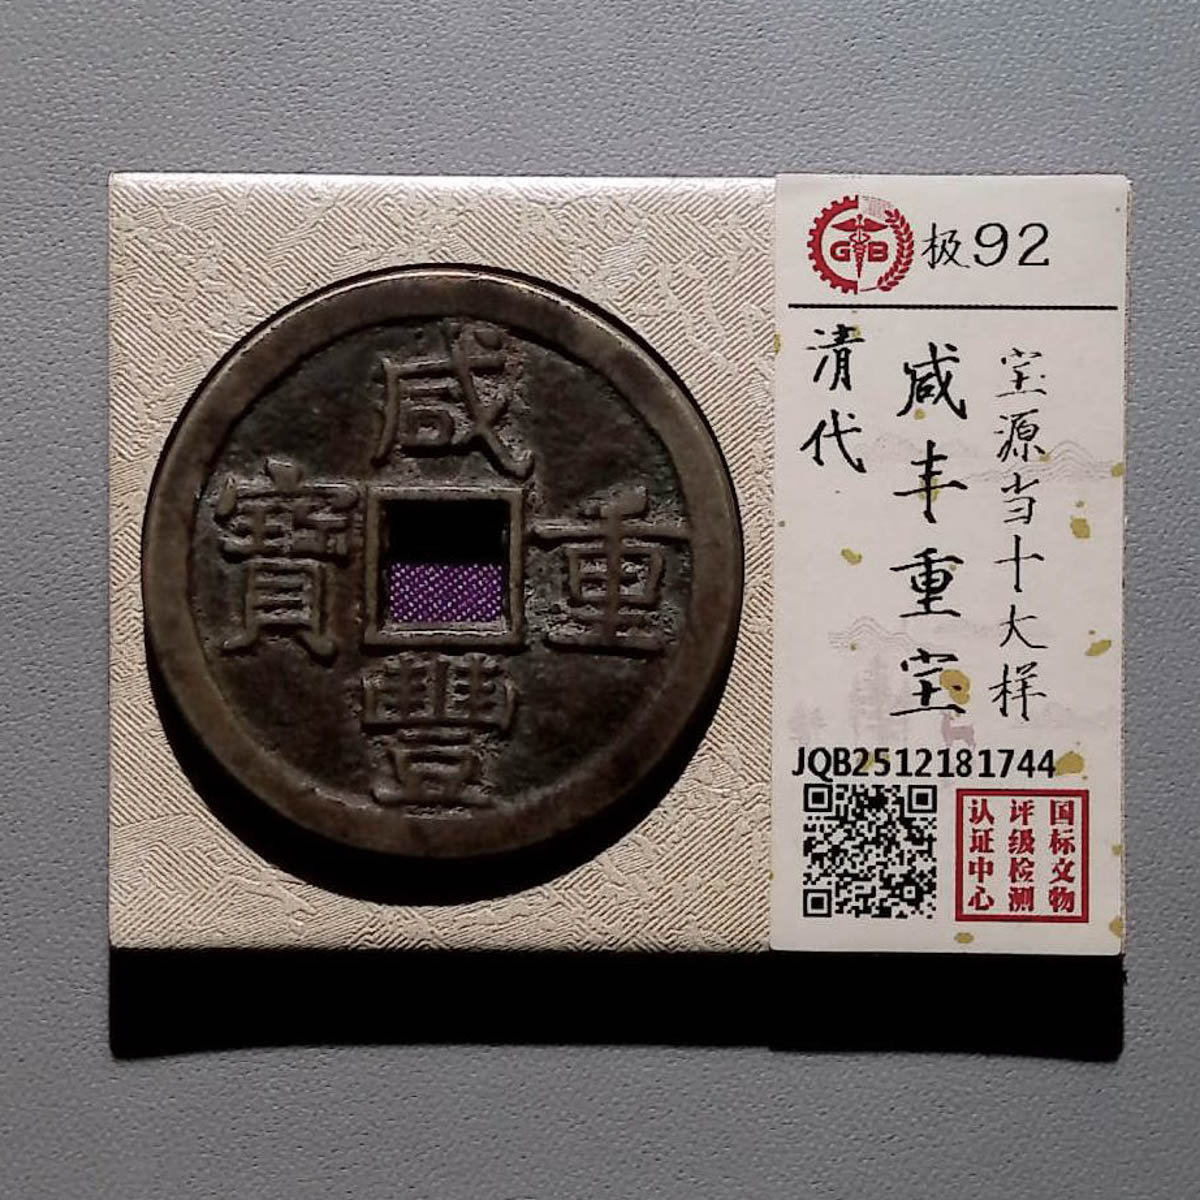 咸豐重寶
GB
极92
清代
咸丰重宝
宝源当十大样
JQB2512181744
国标文物
评级检测
认证中心